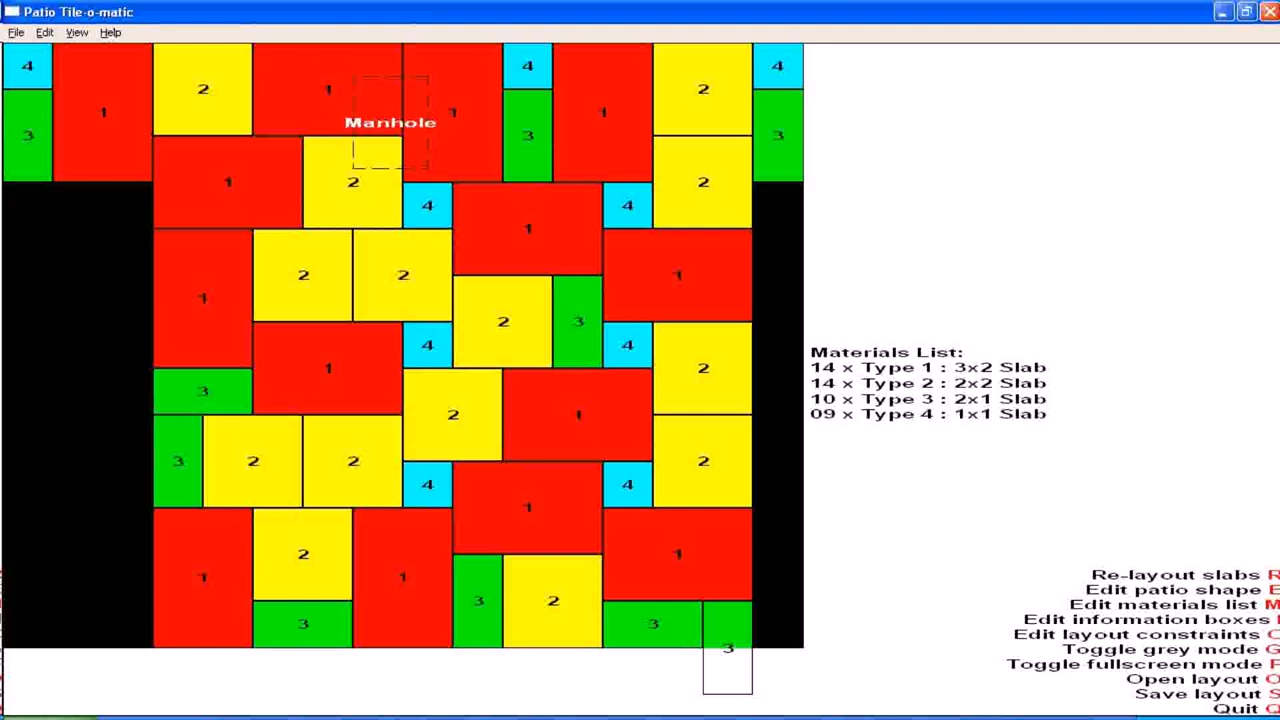 Patio Tile-o-matic
File Edit View Help
4 2 1 4 2 4
1 1 1
Manhole
3 3 3
1 2 2
4 4
1
2 2 1
1
2 3
4 4
1 2
3
2 1
3 2 2 2
4 4
1
2 1
1 1
3 2
3 3
3
Materials List:
14 x Type 1 : 3x2 Slab
14 x Type 2 : 2x2 Slab
10 x Type 3 : 2x1 Slab
09 x Type 4 : 1x1 Slab
Re-layout slabs R
Edit patio shape E
Edit materials list M
Edit information boxes I
Edit layout constraints C
Toggle grey mode G
Toggle fullscreen mode F
Open layout O
Save layout S
Quit Q